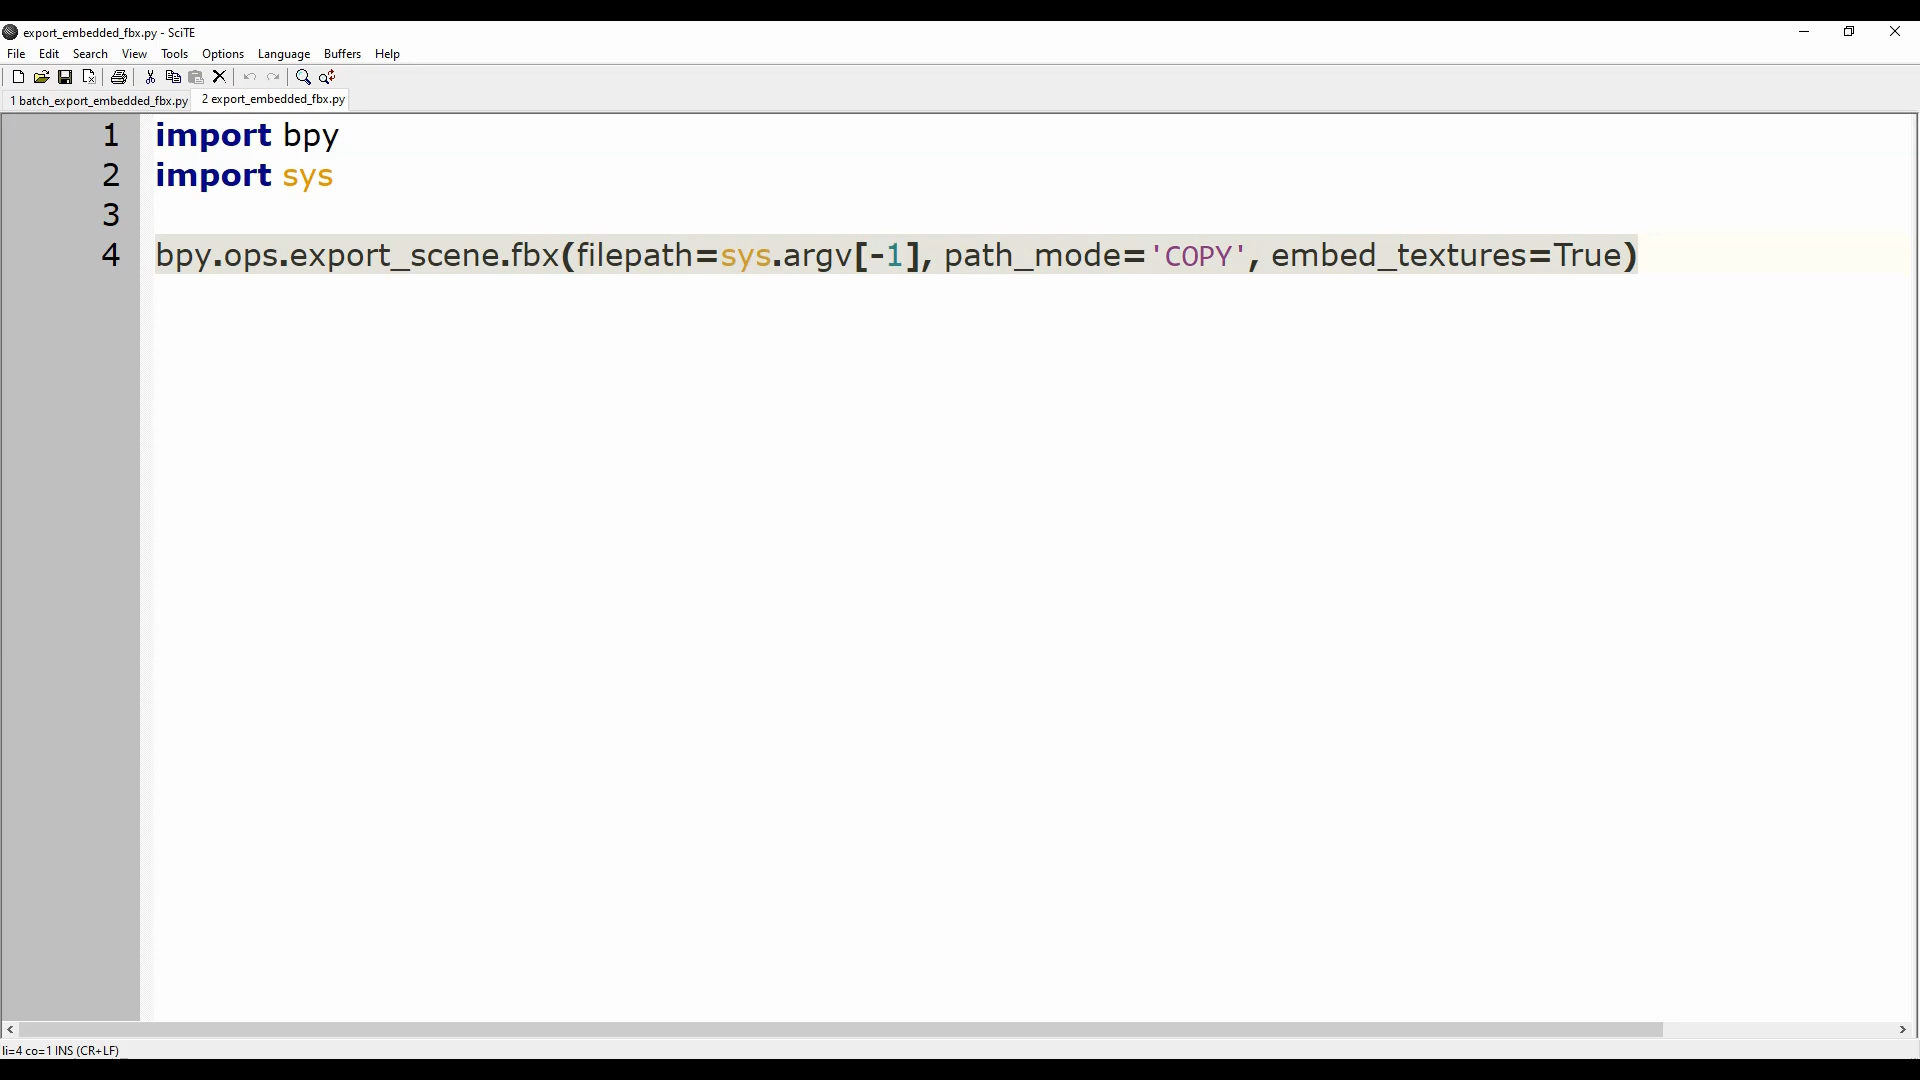 export_embedded_fbx.py - SciTE
File Edit Search View Tools Options Language Buffers Help
1 batch_export_embedded_fbx.py 2 export_embedded_fbx.py
1 import bpy
2 import sys
3
4 bpy.ops.export_scene.fbx(filepath=sys.argv[-1], path_mode='COPY', embed_textures=True)
li=4 co=1 INS (CR+LF)